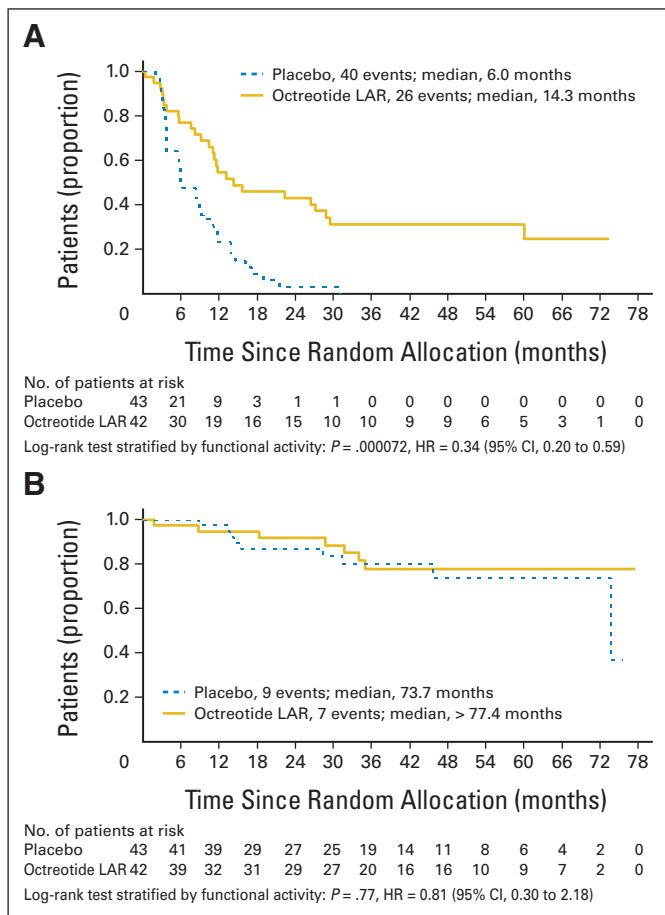 A
Placebo, 40 events; median, 6.0 months
Octreotide LAR, 26 events; median, 14.3 months
Patients (proportion)
1.0
0.8
0.6
0.4
0.2
0 6 12 18 24 30 36 42 48 54 60 66 72 78
Time Since Random Allocation (months)
No. of patients at risk
Placebo 43 21 9 3 1 1 0 0 0 0 0 0 0 0
Octreotide LAR 42 30 19 16 15 10 10 9 9 6 5 3 1 0
Log-rank test stratified by functional activity: P = .000072, HR = 0.34 (95% CI, 0.20 to 0.59)
B
Patients (proportion)
1.0
0.8
0.6
0.4
0.2
Placebo, 9 events; median, 73.7 months
Octreotide LAR, 7 events; median, > 77.4 months
0 6 12 18 24 30 36 42 48 54 60 66 72 78
Time Since Random Allocation (months)
No. of patients at risk
Placebo 43 41 39 29 27 25 19 14 11 8 6 4 2 0
Octreotide LAR 42 39 32 31 29 27 20 16 16 10 9 7 2 0
Log-rank test stratified by functional activity: P = .77, HR = 0.81 (95% CI, 0.30 to 2.18)